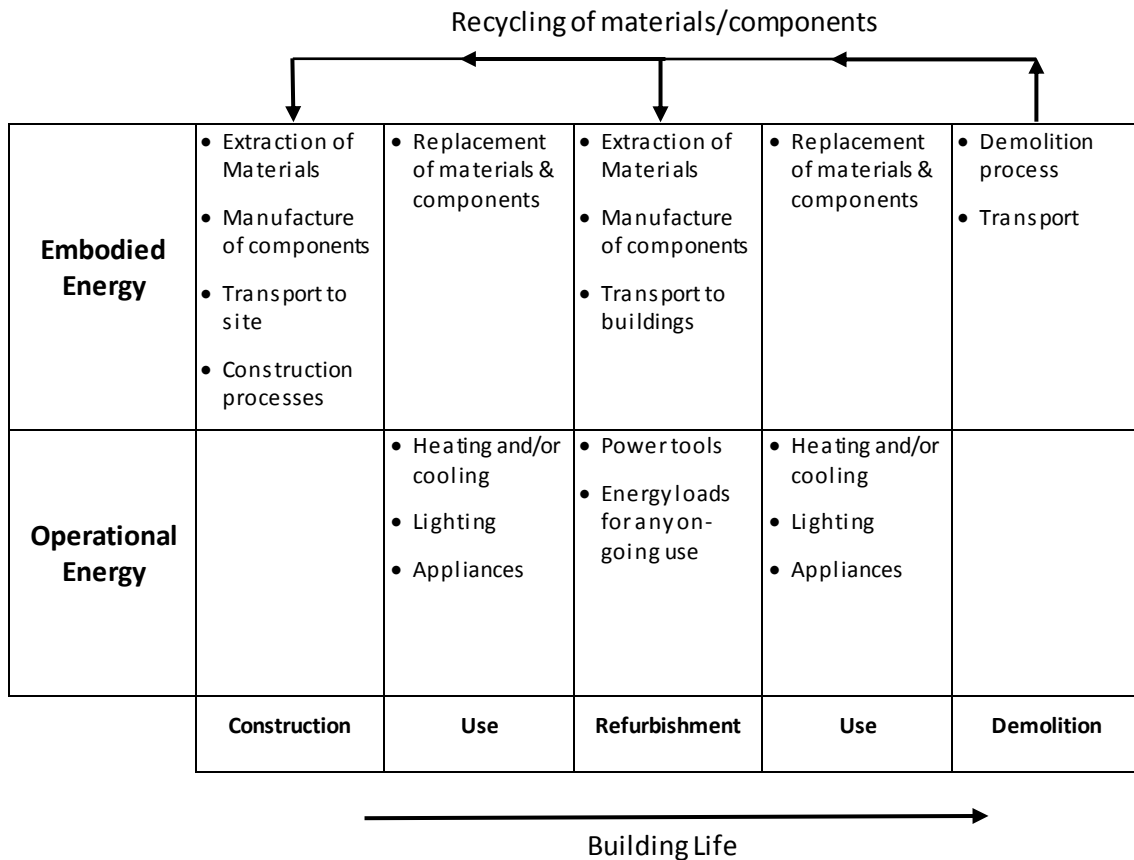 Recycling of materials/components
Embodied
Energy
• Extraction of
Materials
• Manufacture
of components
• Transport to
site
• Construction
processes
• Replacement
of materials &
components
• Extraction of
Materials
• Manufacture
of components
• Transport to
buildings
• Replacement
of materials &
components
• Demolition
process
• Transport
Operational
Energy
• Heating and/or
cooling
• Lighting
• Appliances
• Power tools
• Energy loads
for any on-
going use
• Heating and/or
cooling
• Lighting
• Appliances
Construction
Use
Refurbishment
Use
Demolition
Building Life